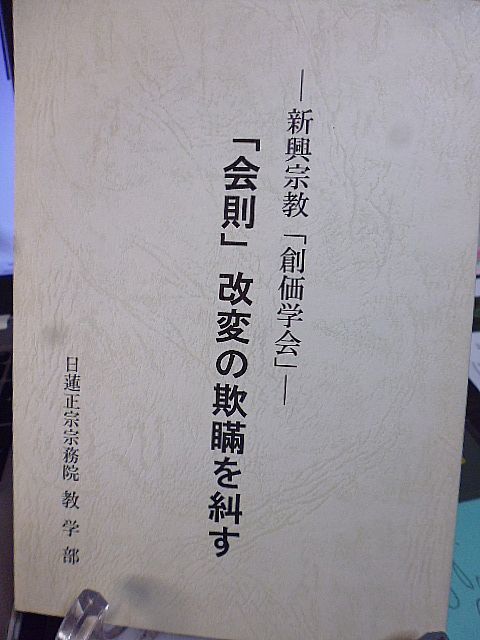 ―新興宗教「創価学会」―
「会則」改変の欺瞞を糾す
日蓮正宗宗務院 教学部